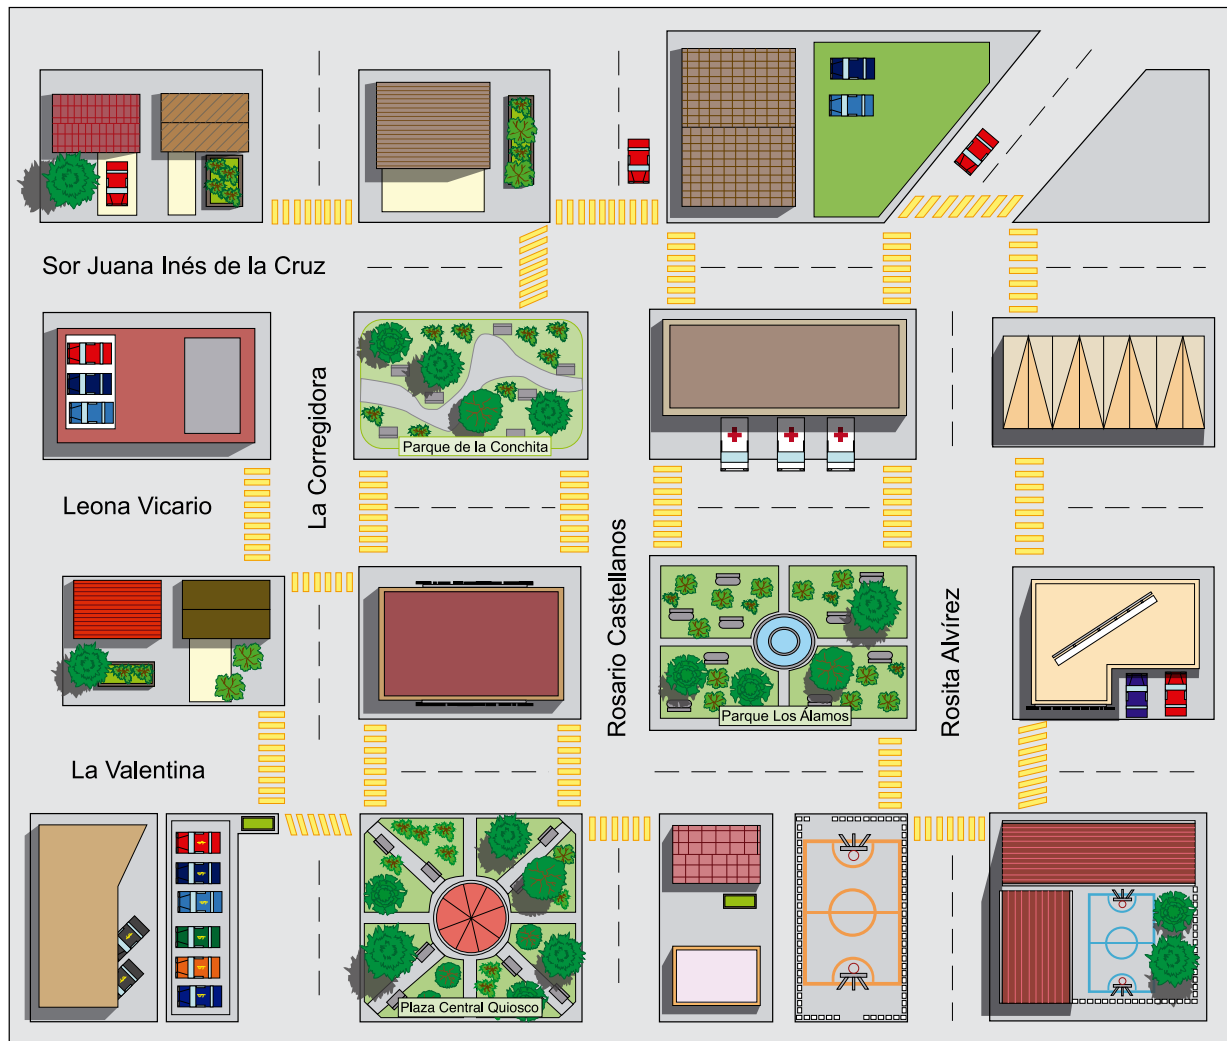 Sor Juana Inés de la Cruz
La Corregidora
Parque de la Conchita
Leona Vicario
Rosario Castellanos
Rosita Alvírez
Parque Los Álamos
La Valentina
Plaza Central Quiosco